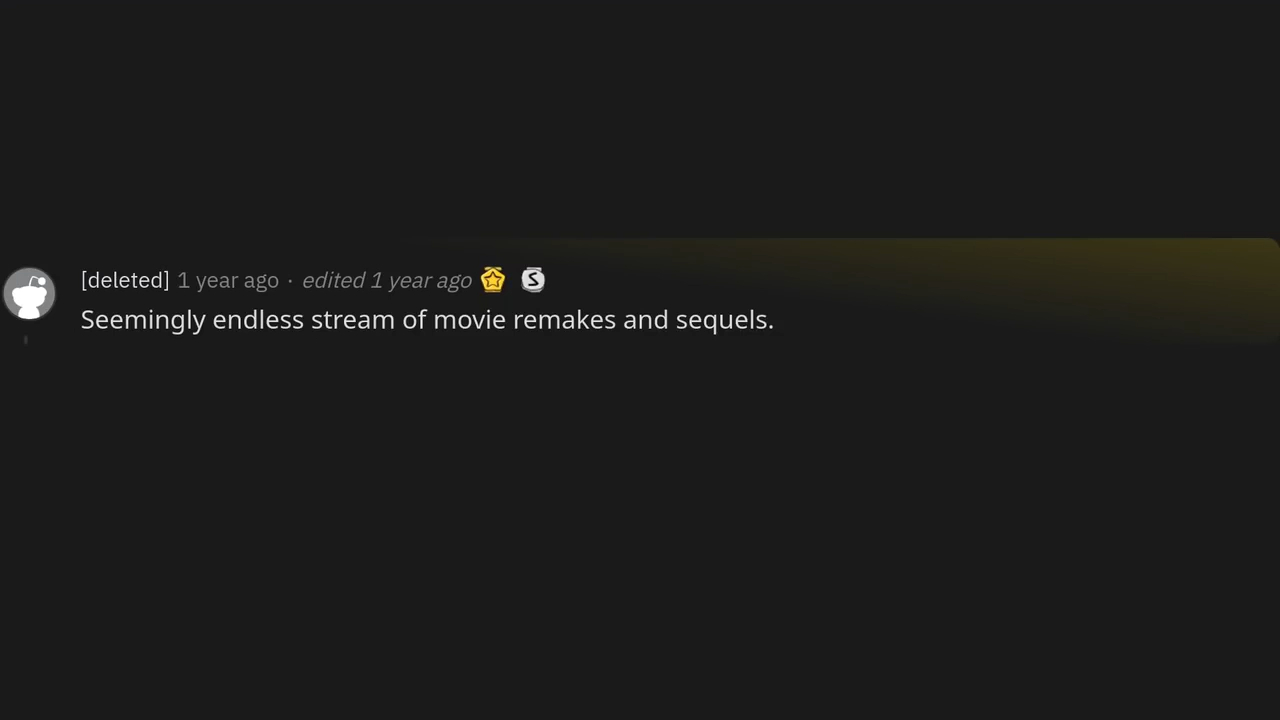 [deleted] 1 year ago · edited 1 year ago S
Seemingly endless stream of movie remakes and sequels.